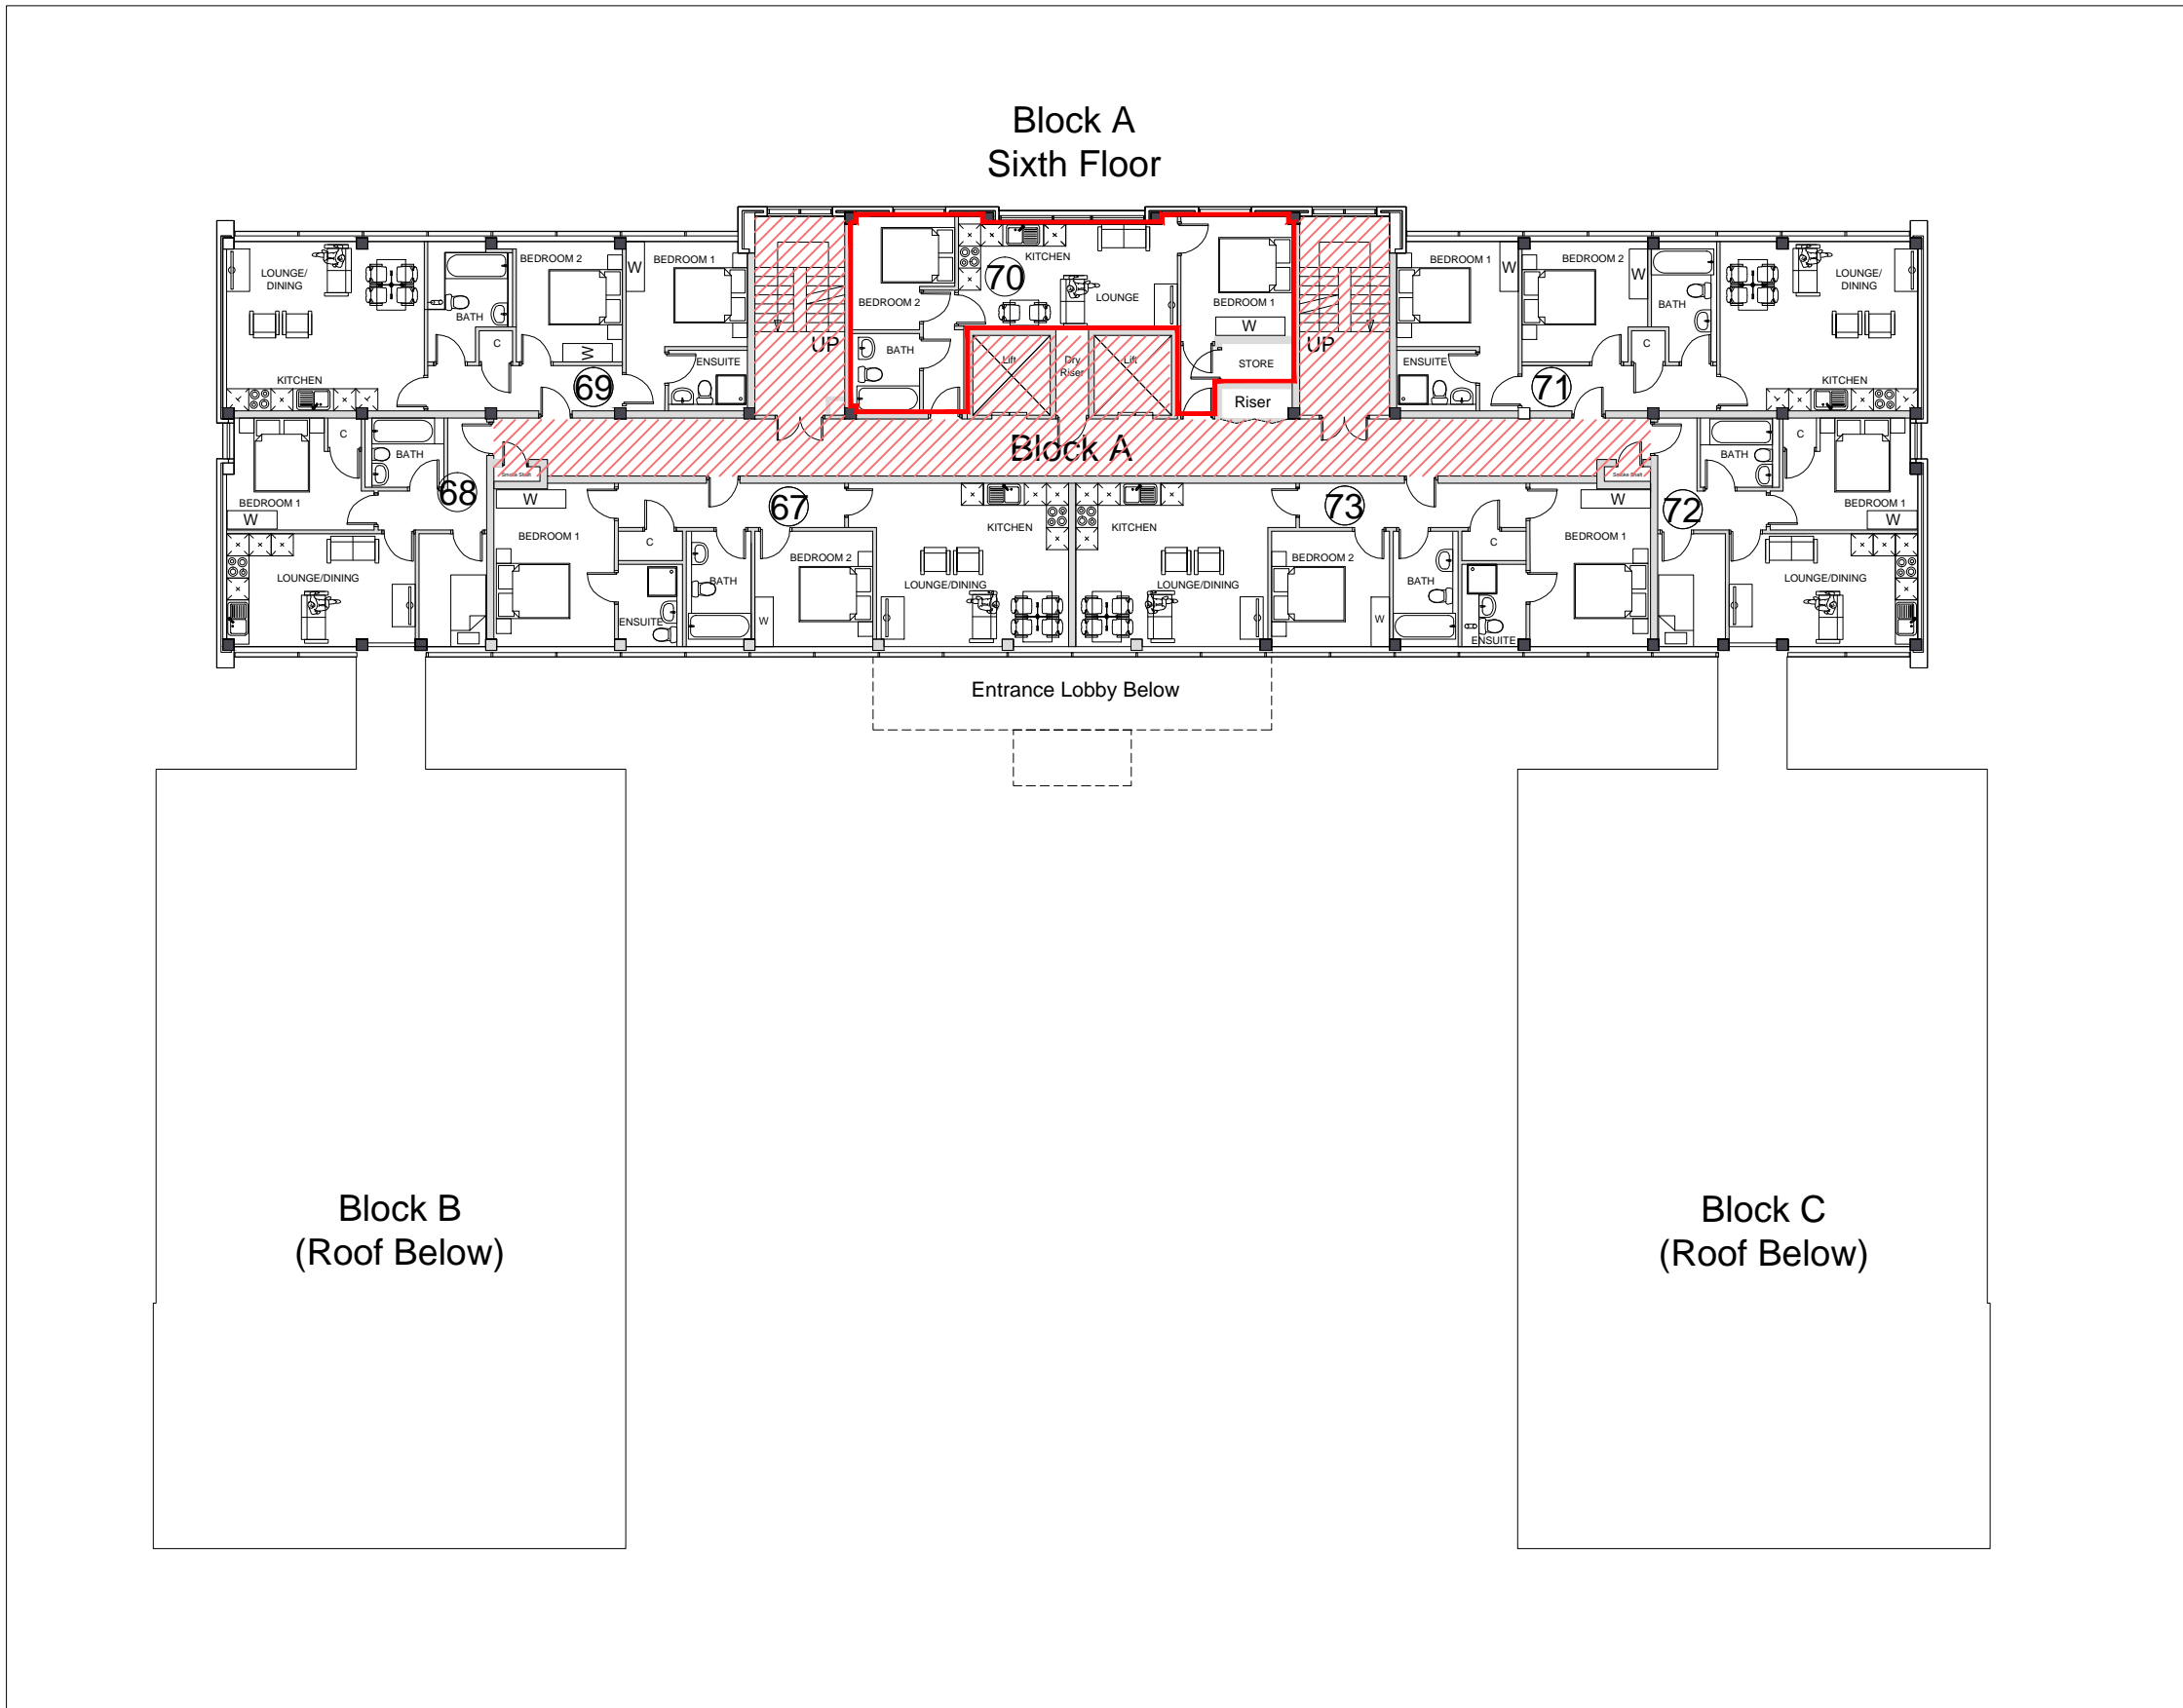 Block A
Sixth Floor
LOUNGE/
DINING
KITCHEN
BATH
C
BEDROOM 2
W
69
W
BEDROOM 1
ENSUITE
UP
BEDROOM 2
BATH
70
KITCHEN
LOUNGE
Lift
Dry
Riser
Lift
BEDROOM 1
W
STORE
Riser
UP
BEDROOM 1
ENSUITE
W
BEDROOM 2
71
W
C
BATH
LOUNGE/
DINING
KITCHEN
Block A
BEDROOM 1
W
C
BATH
68
LOUNGE/DINING
Smoke Shaft
W
BEDROOM 1
C
ENSUITE
BATH
67
BEDROOM 2
W
KITCHEN
LOUNGE/DINING
KITCHEN
LOUNGE/DINING
73
BEDROOM 2
W
BATH
C
ENSUITE
BEDROOM 1
W
Smoke Shaft
72
BATH
C
BEDROOM 1
W
LOUNGE/DINING
Entrance Lobby Below
Block B
(Roof Below)
Block C
(Roof Below)